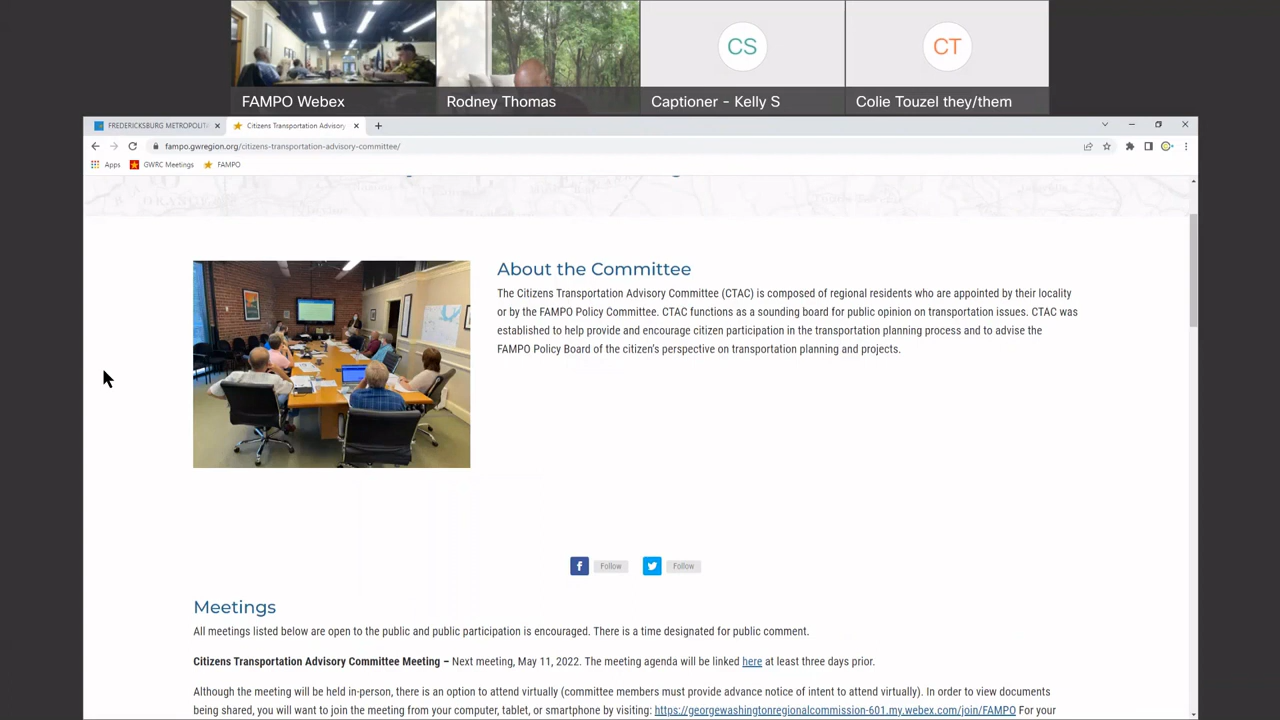 CS
CT
FAMPO Webex
Rodney Thomas
Captioner - Kelly S
Colie Touzel they/them
FREDERICKSBURG METROPOLIT
Citizens Transportation Advisory
fampo.gwregion.org/citizens-transportation-advisory-committee/
Apps
GWRC Meetings
FAMPO
About the Committee
The Citizens Transportation Advisory Committee (CTAC) is composed of regional residents who are appointed by their locality
or by the FAMPO Policy Committee. CTAC functions as a sounding board for public opinion on transportation issues. CTAC was
established to help provide and encourage citizen participation in the transportation planning process and to advise the
FAMPO Policy Board of the citizen's perspective on transportation planning and projects.
Follow
Follow
Meetings
All meetings listed below are open to the public and public participation is encouraged. There is a time designated for public comment.
Citizens Transportation Advisory Committee Meeting – Next meeting, May 11, 2022. The meeting agenda will be linked here at least three days prior.
Although the meeting will be held in-person, there is an option to attend virtually (committee members must provide advance notice of intent to attend virtually). In order to view documents
being shared, you will want to join the meeting from your computer, tablet, or smartphone by visiting: https://georgewashingtonregionalcommission-601.my.webex.com/join/FAMPO For your